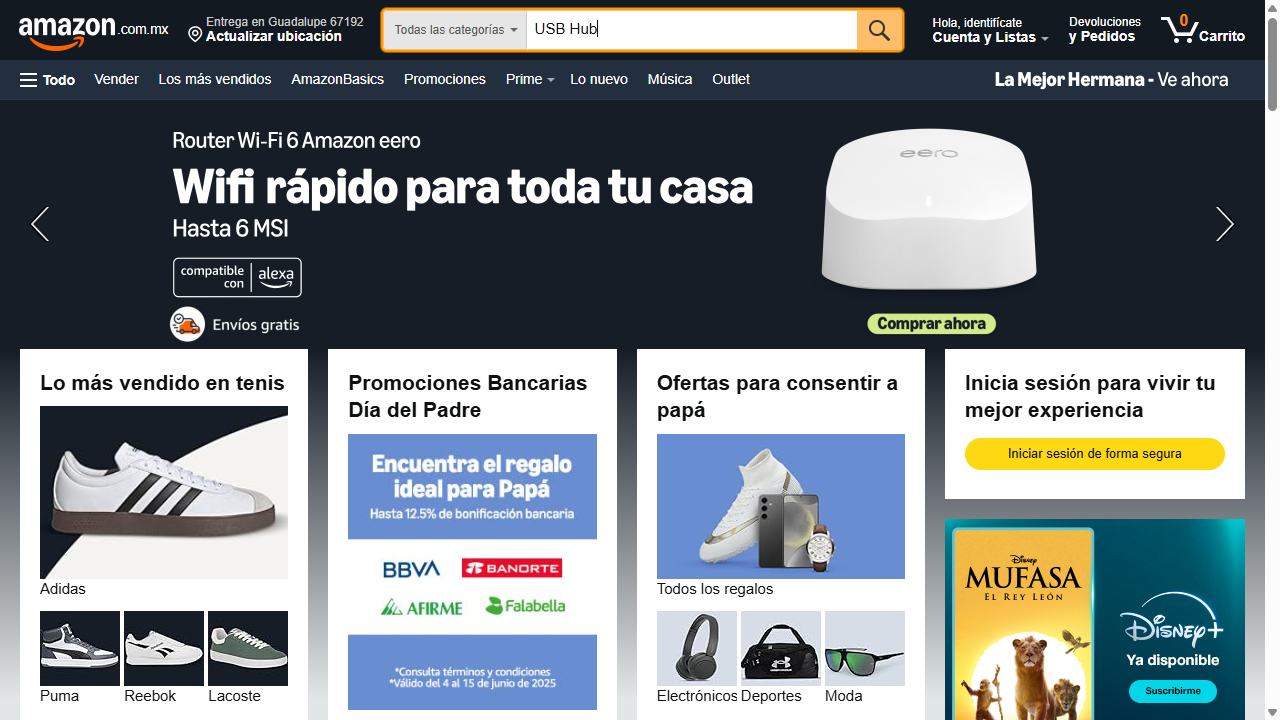 amazon.com.mx
Entrega en Guadalupe 67192
Actualizar ubicación
Todas las categorías
USB Hub
Hola, identifícate
Cuenta y Listas
Devoluciones
y Pedidos
0
Carrito
Todo
Vender
Los más vendidos
AmazonBasics
Promociones
Prime
Lo nuevo
Música
Outlet
La Mejor Hermana - Ve ahora
Router Wi-Fi 6 Amazon eero
Wifi rápido para toda tu casa
Hasta 6 MSI
compatible
con
alexa
Envíos gratis
eero
Comprar ahora
Lo más vendido en tenis
Adidas
Puma
Reebok
Lacoste
Promociones Bancarias
Día del Padre
Encuentra el regalo
ideal para Papá
Hasta 12.5% de bonificación bancaria
BBVA
BANORTE
AFIRME
Falabella
*Consulta términos y condiciones
*Válido del 4 al 15 de junio de 2025
Ofertas para consentir a
papá
Todos los regalos
UNDER ARMOUR
Electrónicos
Deportes
Moda
Inicia sesión para vivir tu
mejor experiencia
Iniciar sesión de forma segura
Disney
MUFASA
EL REY LEÓN
Disney+
Ya disponible
Suscribirme